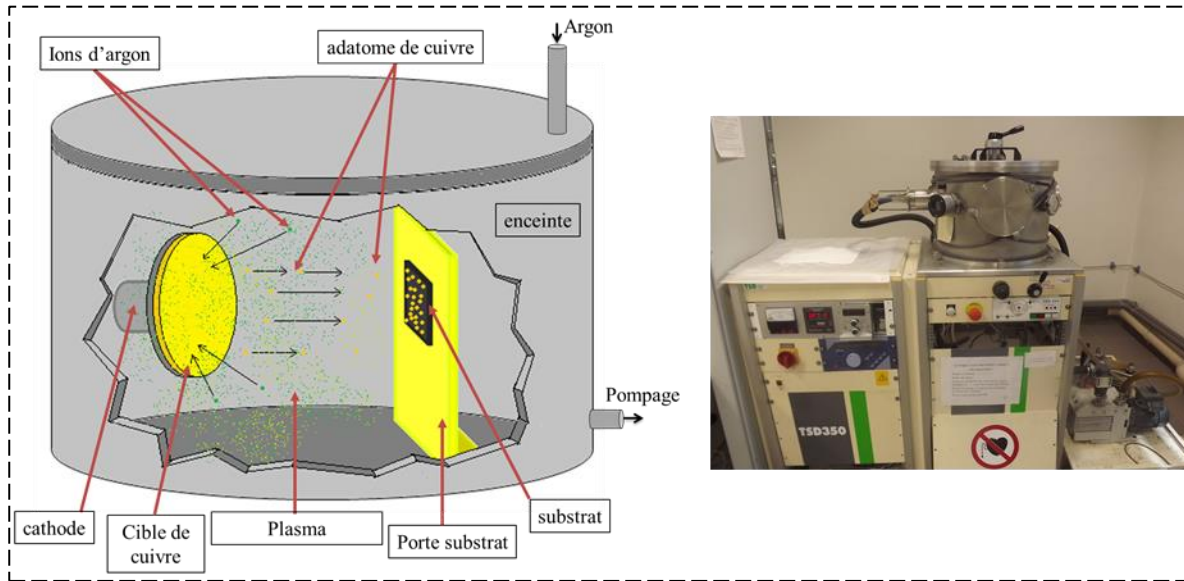 Argon
Ions d'argon
adatome de cuivre
enceinte
Pompage
cathode
Cible de
cuivre
Plasma
Porte substrat
substrat
TSD350